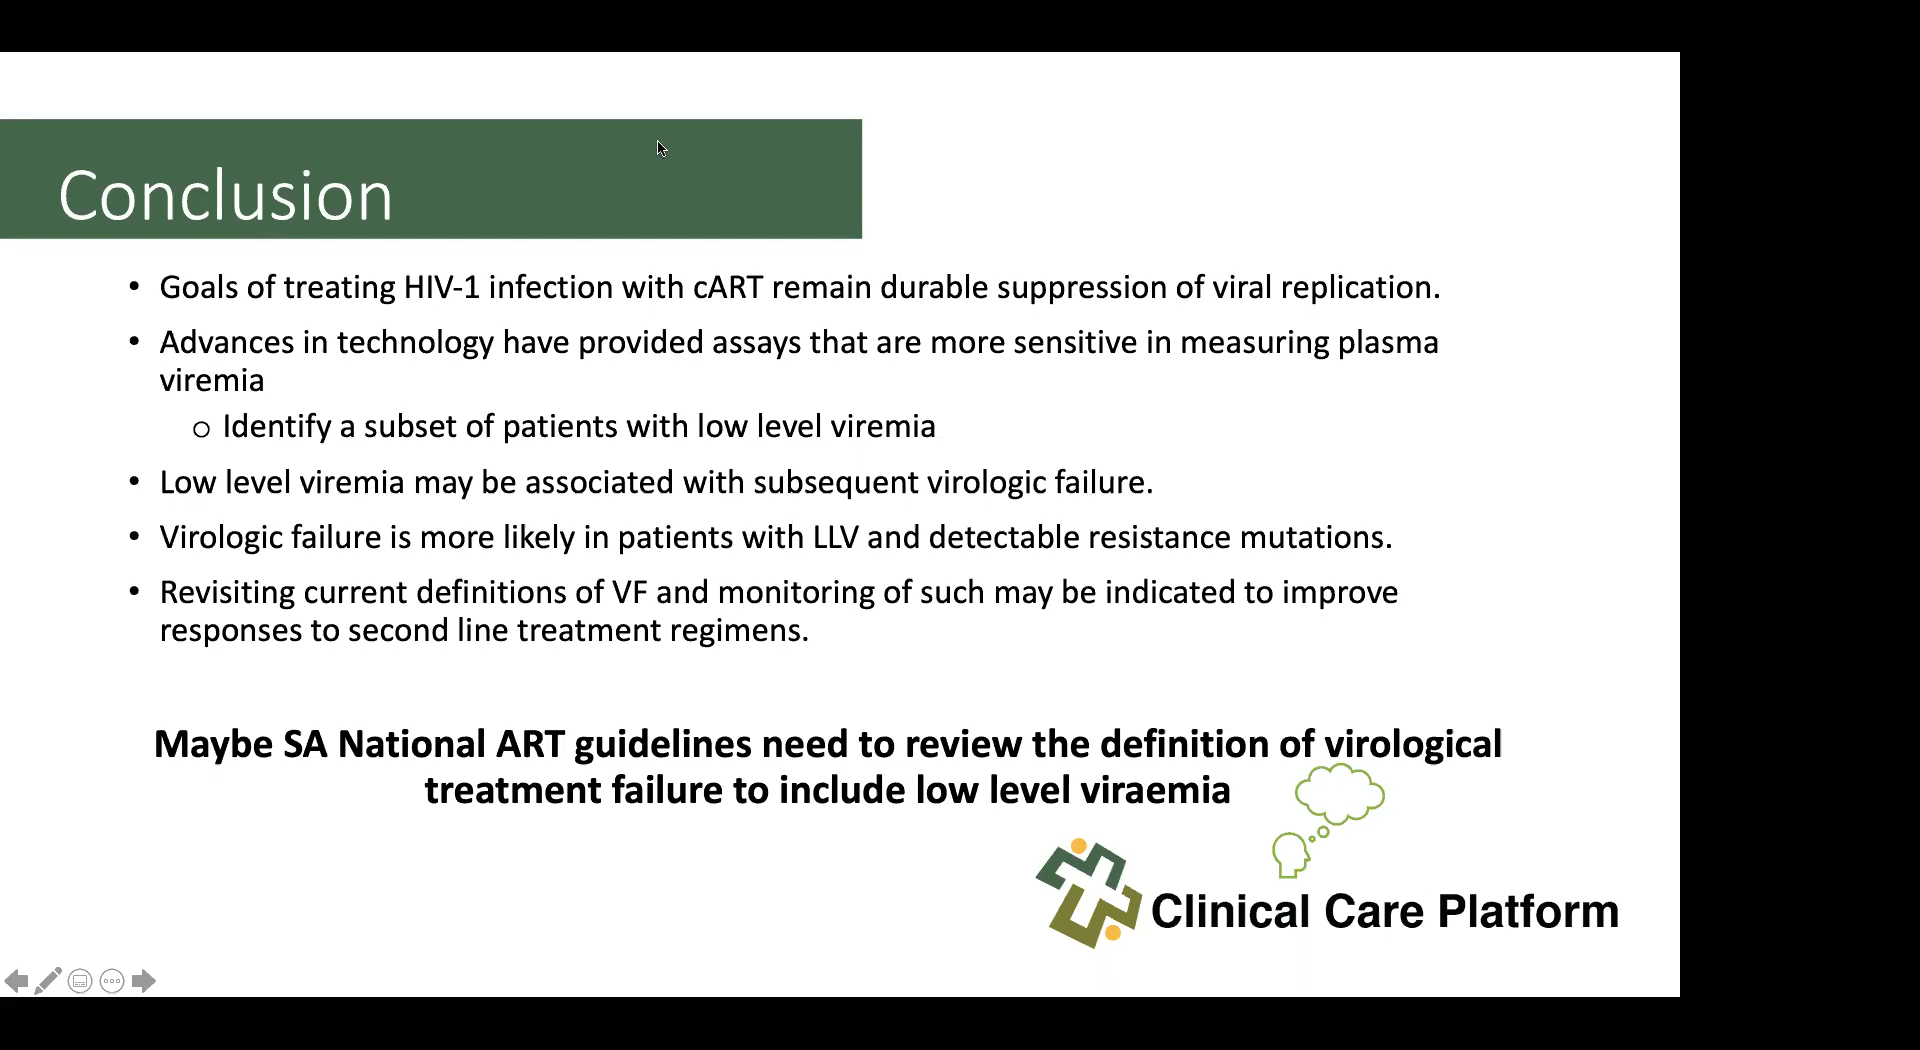 Conclusion
• Goals of treating HIV-1 infection with cART remain durable suppression of viral replication.
• Advances in technology have provided assays that are more sensitive in measuring plasma
viremia
o Identify a subset of patients with low level viremia
• Low level viremia may be associated with subsequent virologic failure.
• Virologic failure is more likely in patients with LLV and detectable resistance mutations.
• Revisiting current definitions of VF and monitoring of such may be indicated to improve
responses to second line treatment regimens.
Maybe SA National ART guidelines need to review the definition of virological
treatment failure to include low level viraemia
Clinical Care Platform